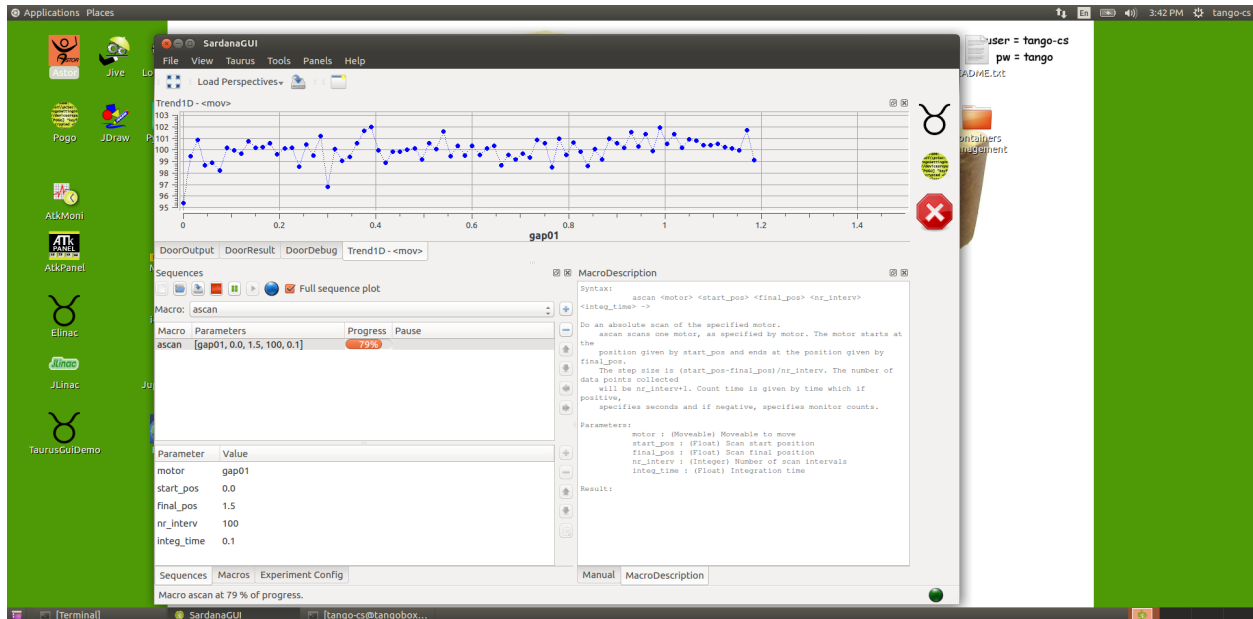 Applications Places
En
3:42 PM
tango-cs
Astor
Jive
Lo
Pogo
JDraw
P
AtkMoni
ATK
PANEL
AtkPanel
M
Elinac
JLinac
JLinac
Ju
TaurusGuiDemo
user = tango-cs
pw = tango
ADME.txt
ontainers
nagement
SardanaGUI
File View Taurus Tools Panels Help
Load Perspectives
Trend1D - <mov>
103
102
101
100
99
98
97
96
95
0 0.2 0.4 0.6 0.8 1 1.2 1.4
gap01
DoorOutput DoorResult DoorDebug Trend1D - <mov>
Sequences
Full sequence plot
Macro: ascan
Macro Parameters Progress Pause
ascan [gap01, 0.0, 1.5, 100, 0.1] 79%
Parameter Value
motor gap01
start_pos 0.0
final_pos 1.5
nr_interv 100
integ_time 0.1
Sequences Macros Experiment Config
MacroDescription
Syntax:
ascan <motor> <start_pos> <final_pos> <nr_interv>
<integ_time> ->
Do an absolute scan of the specified motor.
ascan scans one motor, as specified by motor. The motor starts at
the
position given by start_pos and ends at the position given by
final_pos.
The step size is (start_pos-final_pos)/nr_interv. The number of
data points collected
will be nr_interv+1. Count time is given by time which if
positive,
specifies seconds and if negative, specifies monitor counts.
Parameters:
motor : (Moveable) Moveable to move
start_pos : (Float) Scan start position
final_pos : (Float) Scan final position
nr_interv : (Integer) Number of scan intervals
integ_time : (Float) Integration time
Result:
Manual MacroDescription
Macro ascan at 79 % of progress.
[Terminal]
SardanaGUI
[tango-cs@tangobox...